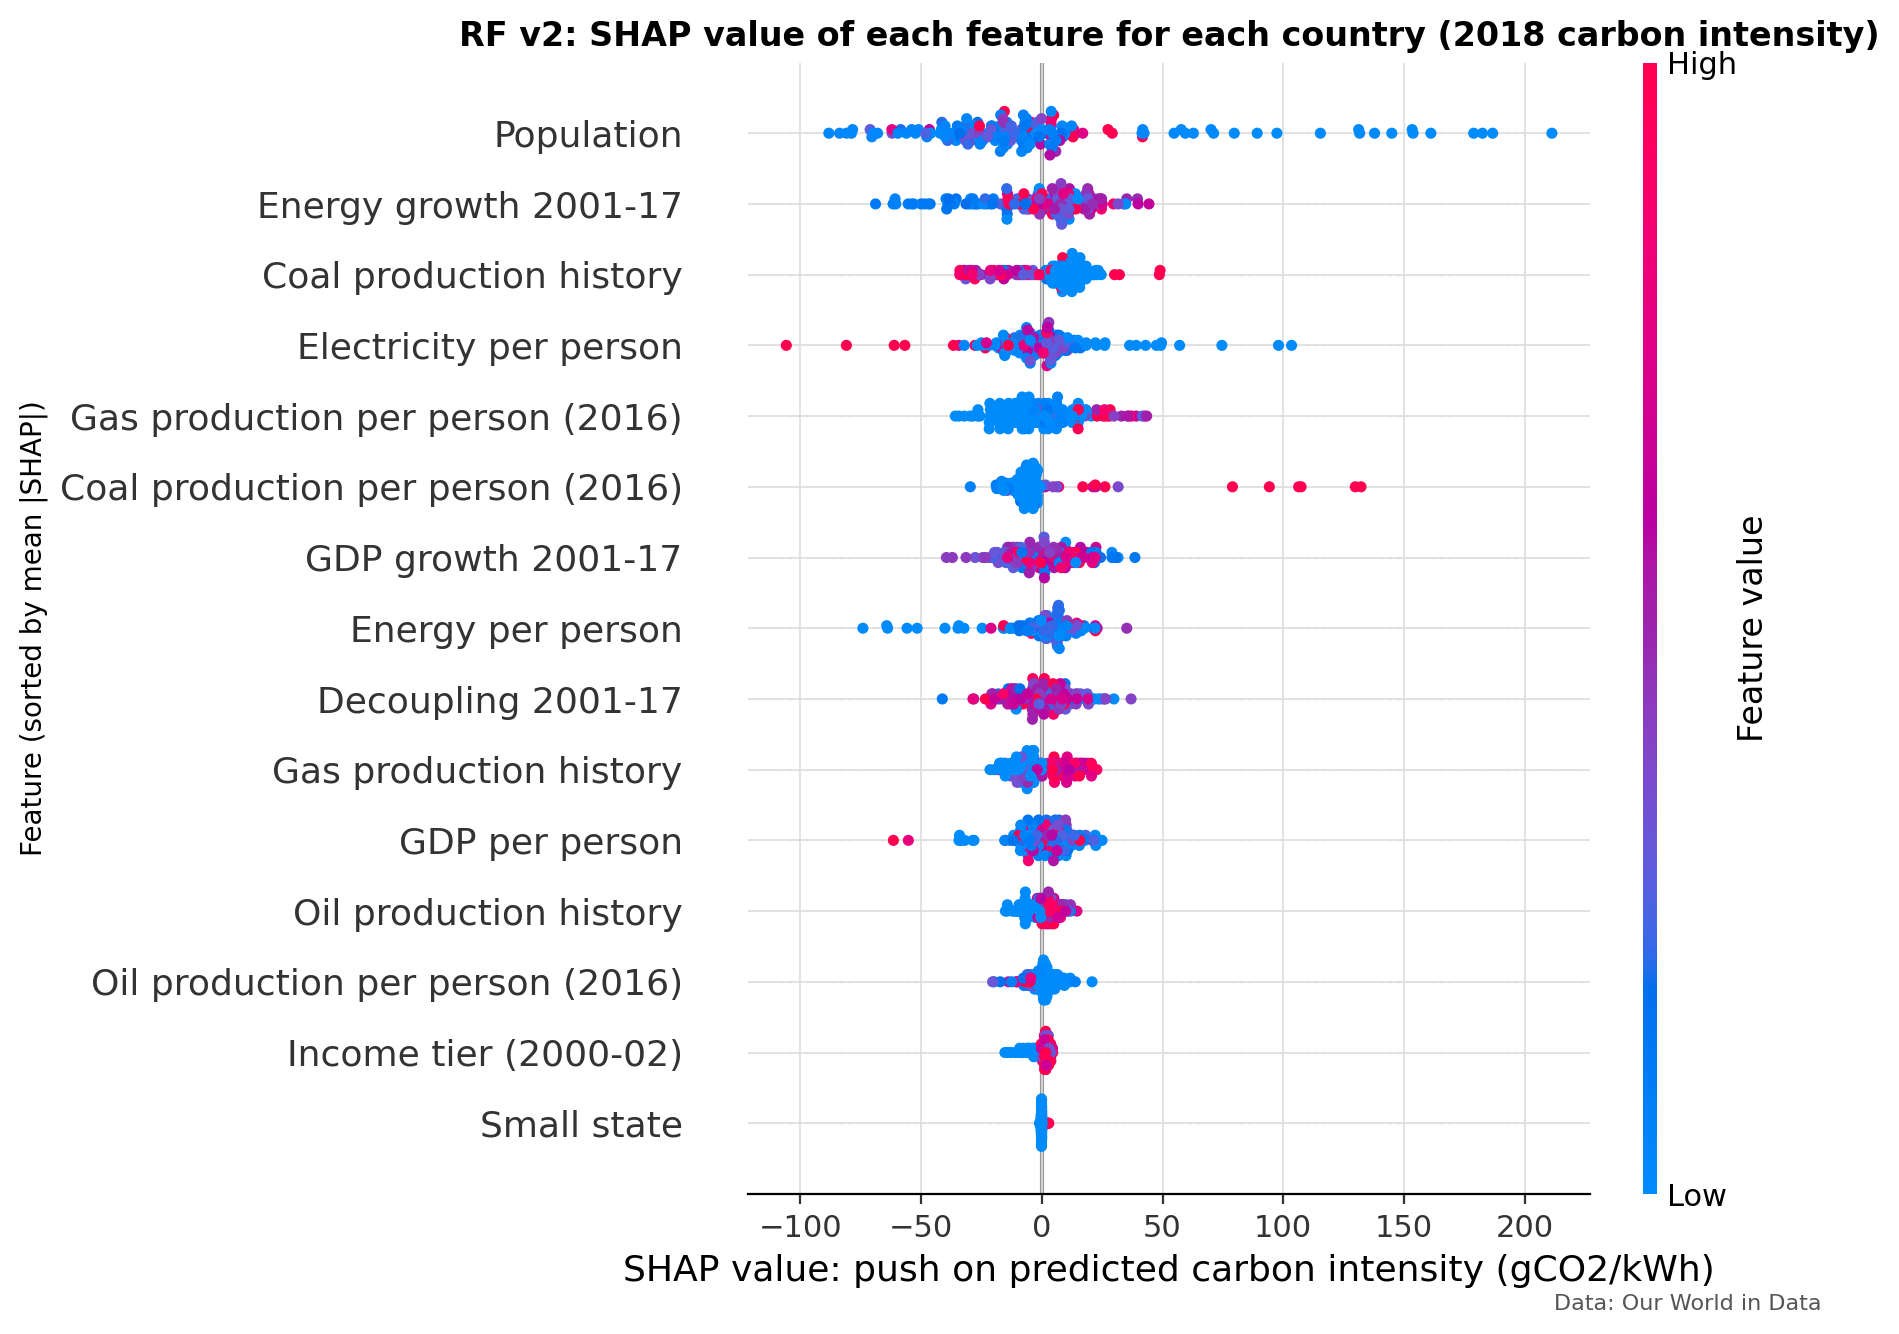 RF v2: SHAP value of each feature for each country (2018 carbon intensity)
High
Population
Energy growth 2001-17
Coal production history
Electricity per person
Gas production per person (2016)
Coal production per person (2016)
GDP growth 2001-17
Energy per person
Decoupling 2001-17
Gas production history
GDP per person
Oil production history
Oil production per person (2016)
Income tier (2000-02)
Small state
Feature (sorted by mean |SHAP|)
Feature value
Low
−100 −50 0 50 100 150 200
SHAP value: push on predicted carbon intensity (gCO2/kWh)
Data: Our World in Data